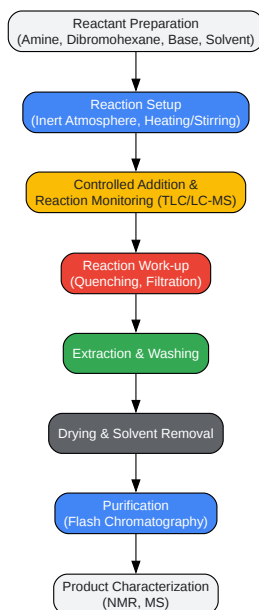 Reactant Preparation
(Amine, Dibromohexane, Base, Solvent)
Reaction Setup
(Inert Atmosphere, Heating/Stirring)
Controlled Addition &
Reaction Monitoring (TLC/LC-MS)
Reaction Work-up
(Quenching, Filtration)
Extraction & Washing
Drying & Solvent Removal
Purification
(Flash Chromatography)
Product Characterization
(NMR, MS)